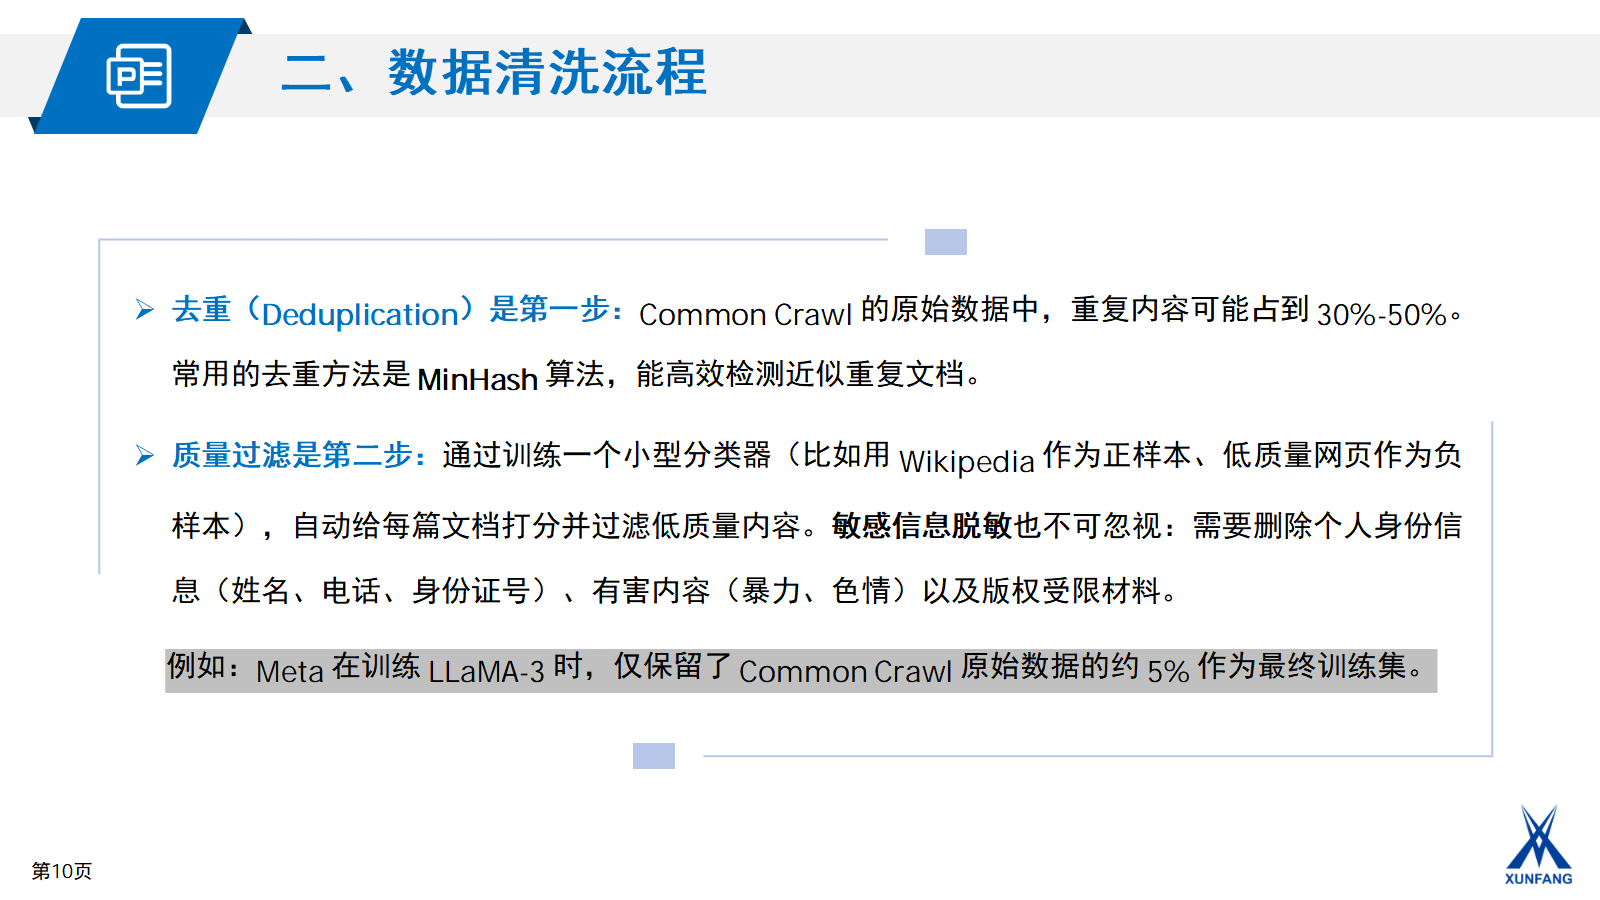 二、数据清洗流程
去重（Deduplication）是第一步：Common Crawl 的原始数据中，重复内容可能占到 30%-50%。
常用的去重方法是 MinHash 算法，能高效检测近似重复文档。
质量过滤是第二步：通过训练一个小型分类器（比如用 Wikipedia 作为正样本、低质量网页作为负
样本），自动给每篇文档打分并过滤低质量内容。敏感信息脱敏也不可忽视：需要删除个人身份信
息（姓名、电话、身份证号）、有害内容（暴力、色情）以及版权受限材料。
例如：Meta 在训练 LLaMA-3 时，仅保留了 Common Crawl 原始数据的约 5% 作为最终训练集。
第10页
XUNFANG